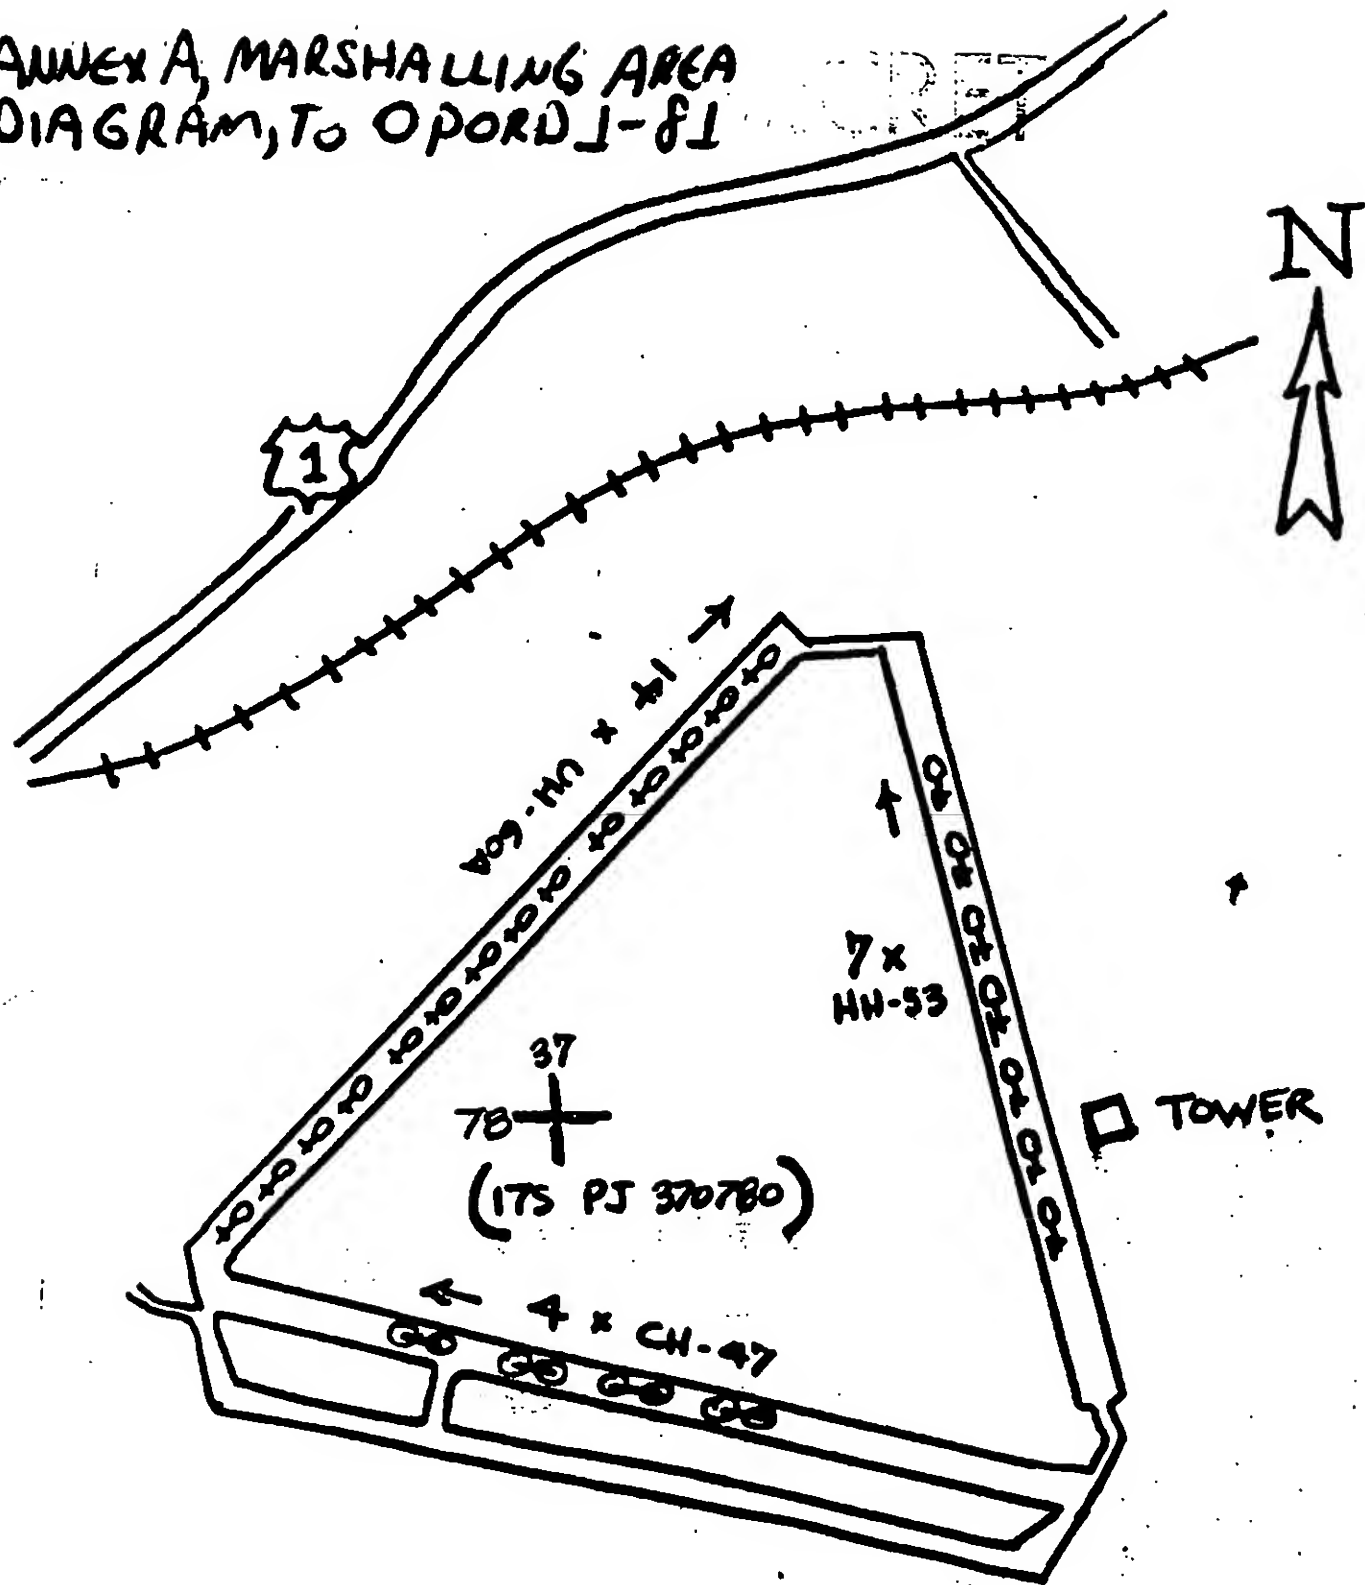 ANNEX A, MARSHALLING AREA
DIAGRAM, TO OPORD 1-81
N
1
14 x UH-60A
7 x
HH-53
37
78
(17S PJ 370780)
TOWER
4 x CH-47